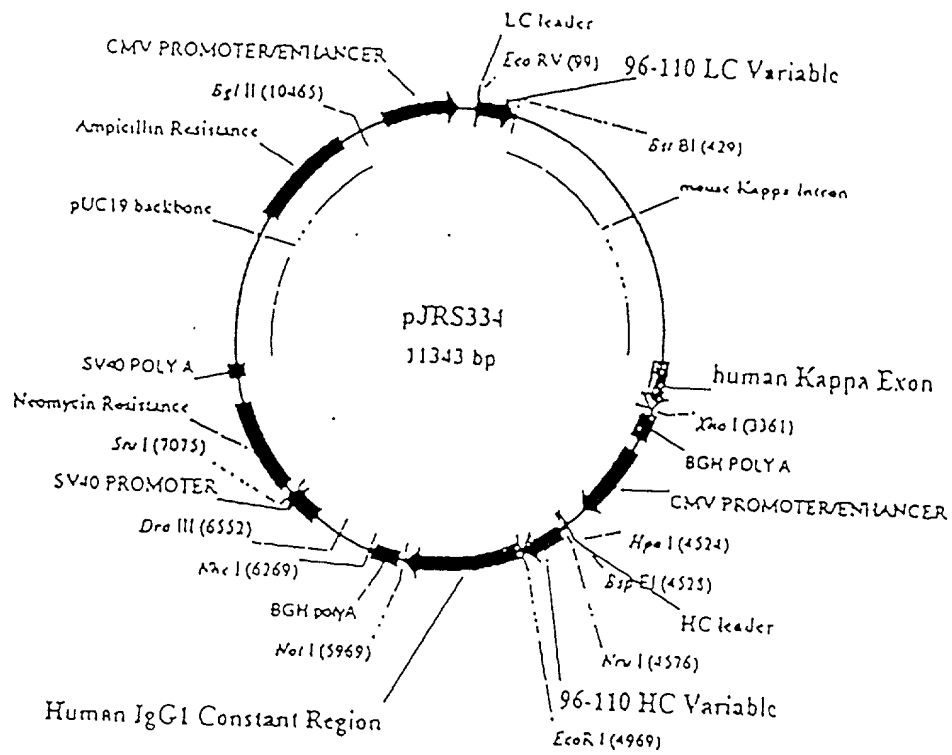 LC leader
CMV PROMOTER/ENHANCER
Eco RV (99)
96-110 LC Variable
Bgl II (10465)
Ampicillin Resistance
Bst BI (429)
pUC19 backbone
mouse Kappa Intron
pJRS334
11343 bp
SV40 POLY A
human Kappa Exon
Neomycin Resistance
Xho I (3361)
BGH POLY A
(7075)
SV40 PROMOTER
CMV PROMOTER/ENHANCER
Dra III (6552)
Hpa I (4524)
Nhe I (6269)
Bsp EI (4525)
BGH polyA
HC leader
Not I (5969)
Nru I (4576)
96-110 HC Variable
Human IgG1 Constant Region
EcoR I (4969)